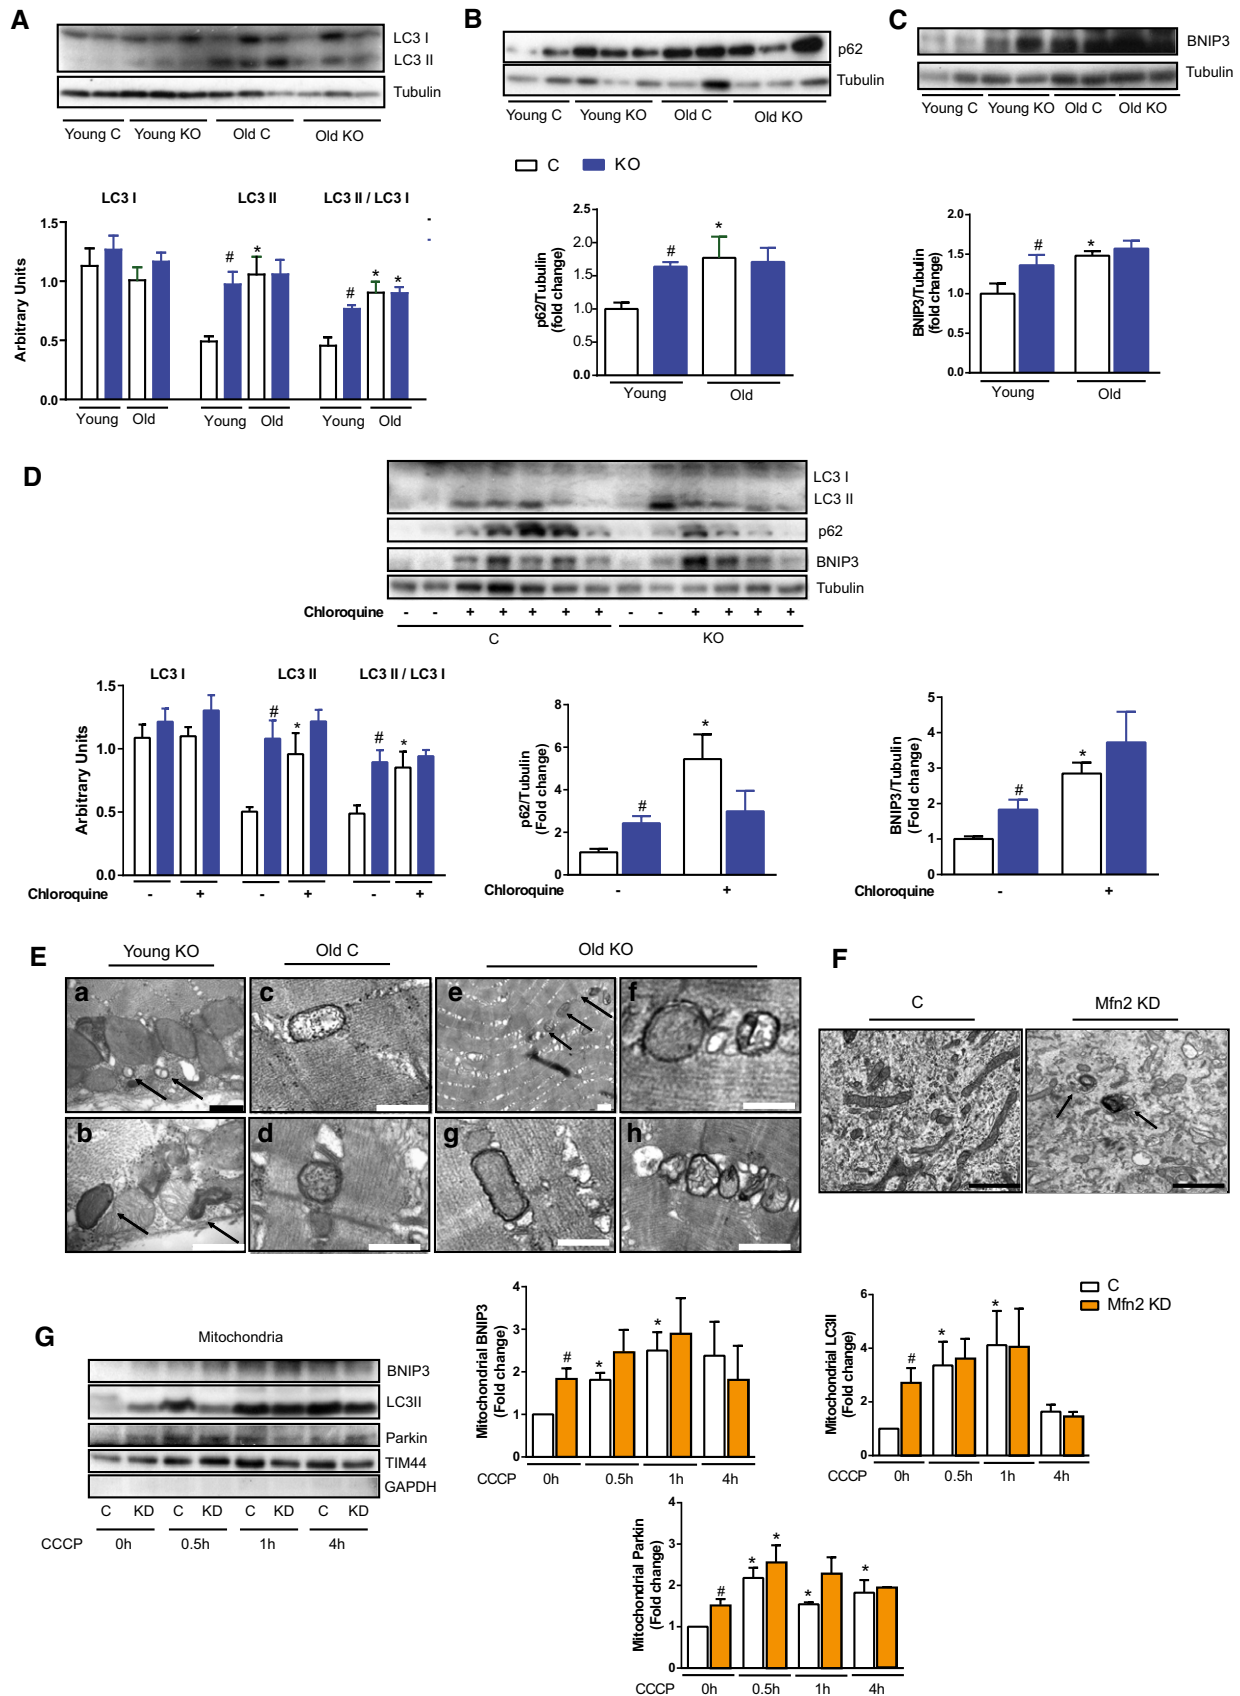 A
LC3 I
LC3 II
Tubulin
Young C Young KO Old C Old KO
LC3 I LC3 II LC3 II / LC3 I
Arbitrary Units
1.5
1.0
0.5
0.0
# * # * *
Young Old Young Old Young Old
B
p62
Tubulin
Young C Young KO Old C Old KO
C KO
p62/Tubulin
(fold change)
2.5
2.0
1.5
1.0
0.5
0.0
# *
Young Old
C
BNIP3
Tubulin
Young C Young KO Old C Old KO
BNIP3/Tubulin
(fold change)
2.0
1.5
1.0
0.5
0.0
# *
Young Old
D
LC3 I
LC3 II
p62
BNIP3
Tubulin
Chloroquine - - + + + + + - - + + + +
C KO
LC3 I LC3 II LC3 II / LC3 I
Arbitrary Units
1.5
1.0
0.5
0.0
# * # *
Chloroquine - + - + - +
p62/Tubulin
(Fold change)
8
6
4
2
0
# *
Chloroquine - +
BNIP3/Tubulin
(Fold change)
5
4
3
2
1
0
# *
Chloroquine - +
E
Young KO Old C Old KO
a c e f
b d g h
F
C Mfn2 KD
G
Mitochondria
BNIP3
LC3II
Parkin
TIM44
GAPDH
C KD C KD C KD C KD
CCCP 0h 0.5h 1h 4h
Mitochondrial BNIP3
(Fold change)
4
3
2
1
0
# * *
CCCP 0h 0.5h 1h 4h
C
Mfn2 KD
Mitochondrial LC3II
(Fold change)
6
4
2
0
# * *
CCCP 0h 0.5h 1h 4h
Mitochondrial Parkin
(Fold change)
4
3
2
1
0
# * * * *
CCCP 0h 0.5h 1h 4h